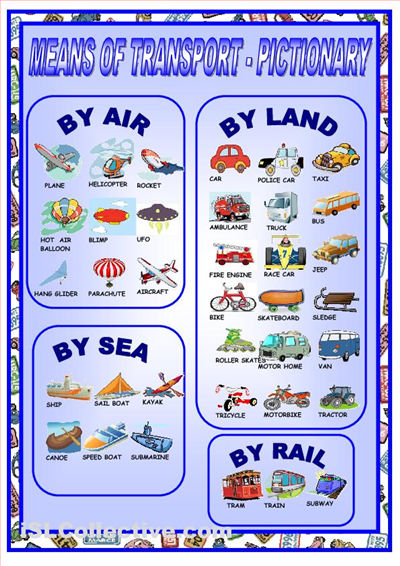 MEANS OF TRANSPORT - PICTIONARY
BY AIR
PLANE HELICOPTER ROCKET
HOT AIR BALLOON BLIMP UFO
HANG GLIDER PARACHUTE AIRCRAFT
BY SEA
SHIP SAIL BOAT KAYAK
CANOE SPEED BOAT SUBMARINE
BY LAND
CAR POLICE CAR TAXI
AMBULANCE TRUCK BUS
FIRE ENGINE RACE CAR JEEP
BIKE SKATEBOARD SLEDGE
ROLLER SKATES MOTOR HOME VAN
TRICYCLE MOTORBIKE TRACTOR
BY RAIL
TRAM TRAIN SUBWAY
iSLCollective.com